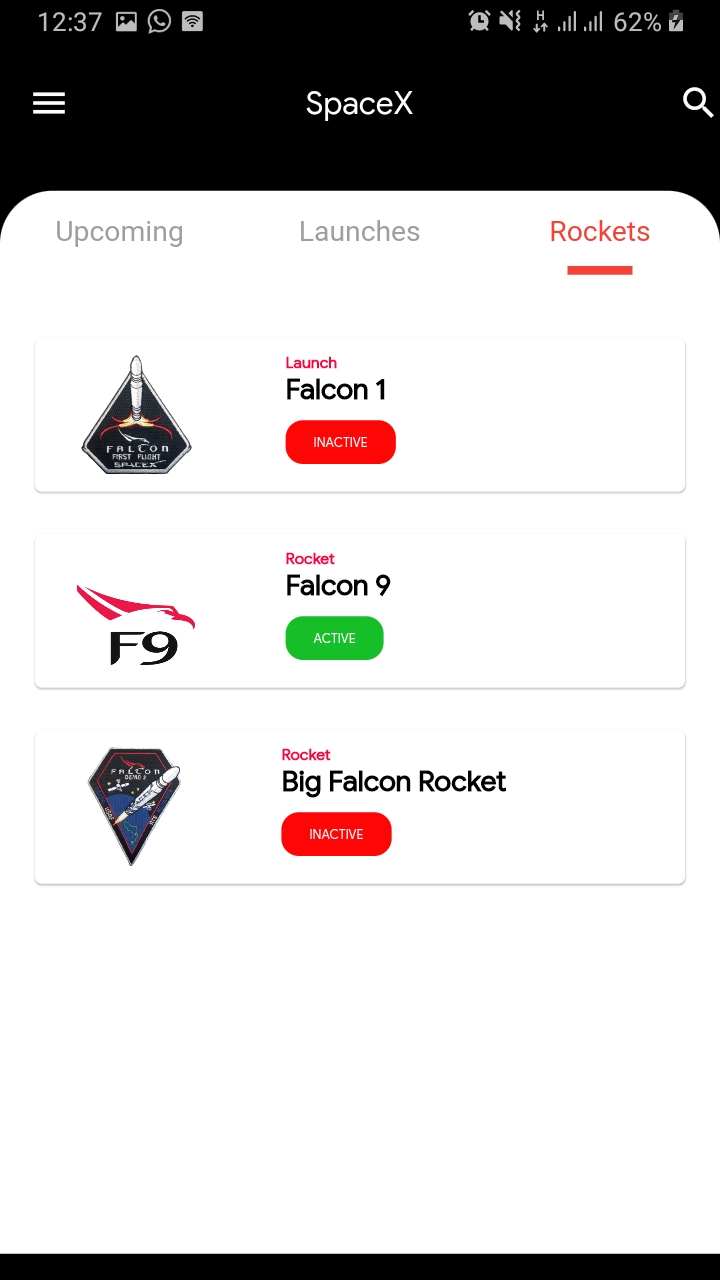 12:37 62%
SpaceX
Upcoming Launches Rockets
Launch
Falcon 1
INACTIVE
FALCON
FIRST FLIGHT
SPACEX
Rocket
Falcon 9
ACTIVE
F9
Rocket
Big Falcon Rocket
INACTIVE
FALCON
DEMO 2